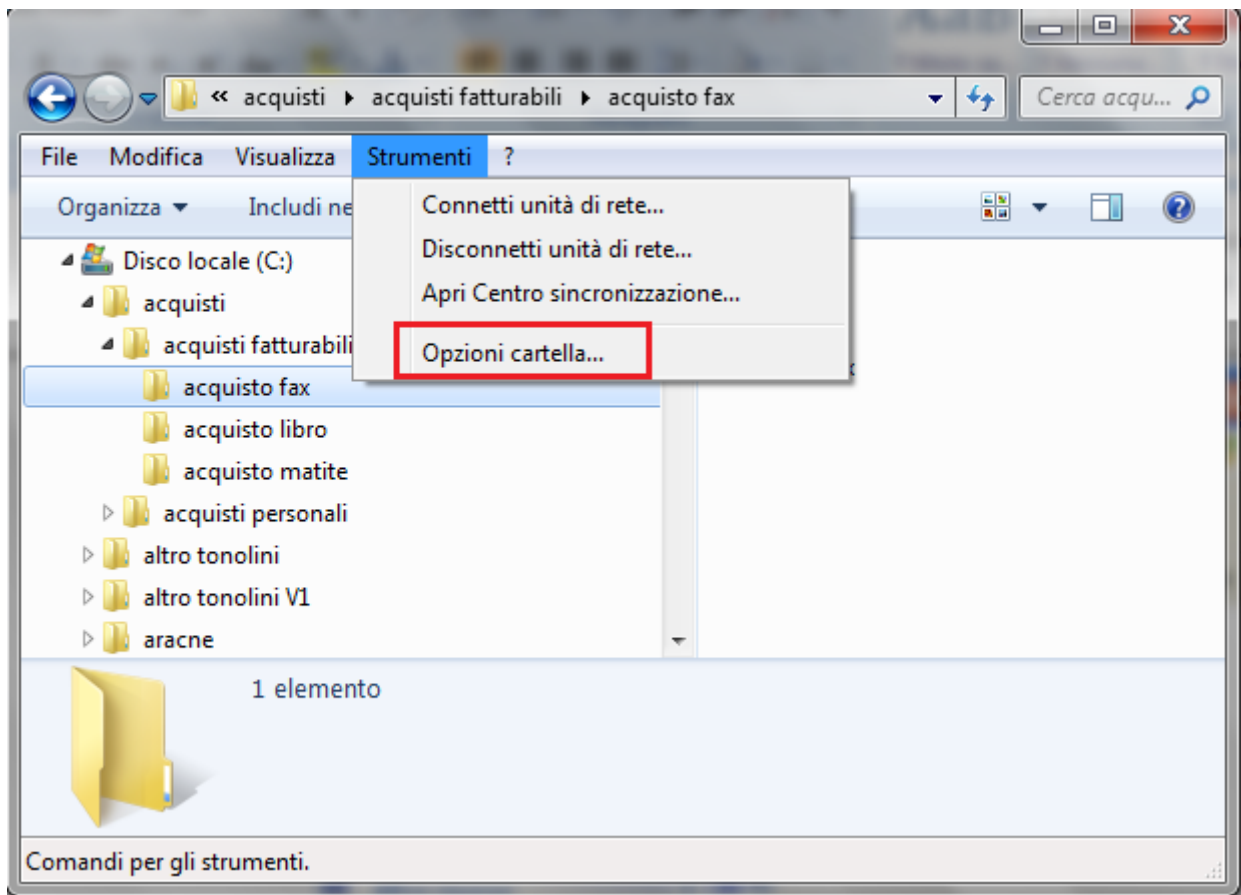 « acquisti ▸ acquisti fatturabili ▸ acquisto fax
Cerca acqu...
File Modifica Visualizza Strumenti ?
Organizza Includi ne
Connetti unità di rete...
Disconnetti unità di rete...
Apri Centro sincronizzazione...
Opzioni cartella...
Disco locale (C:)
acquisti
acquisti fatturabili
acquisto fax
acquisto libro
acquisto matite
acquisti personali
altro tonolini
altro tonolini V1
aracne
1 elemento
Comandi per gli strumenti.